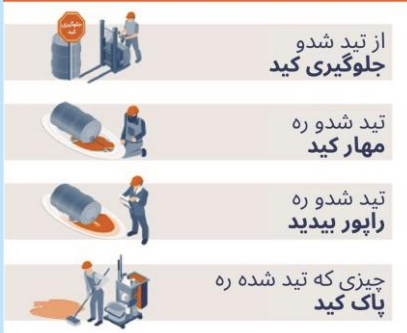 جلوگیری
کید
از تید شدو
جلوگیری کید
تید شدو ره
مهار کید
تید شدو ره
راپور بیدید
چیزی که تید شده ره
پاک کید